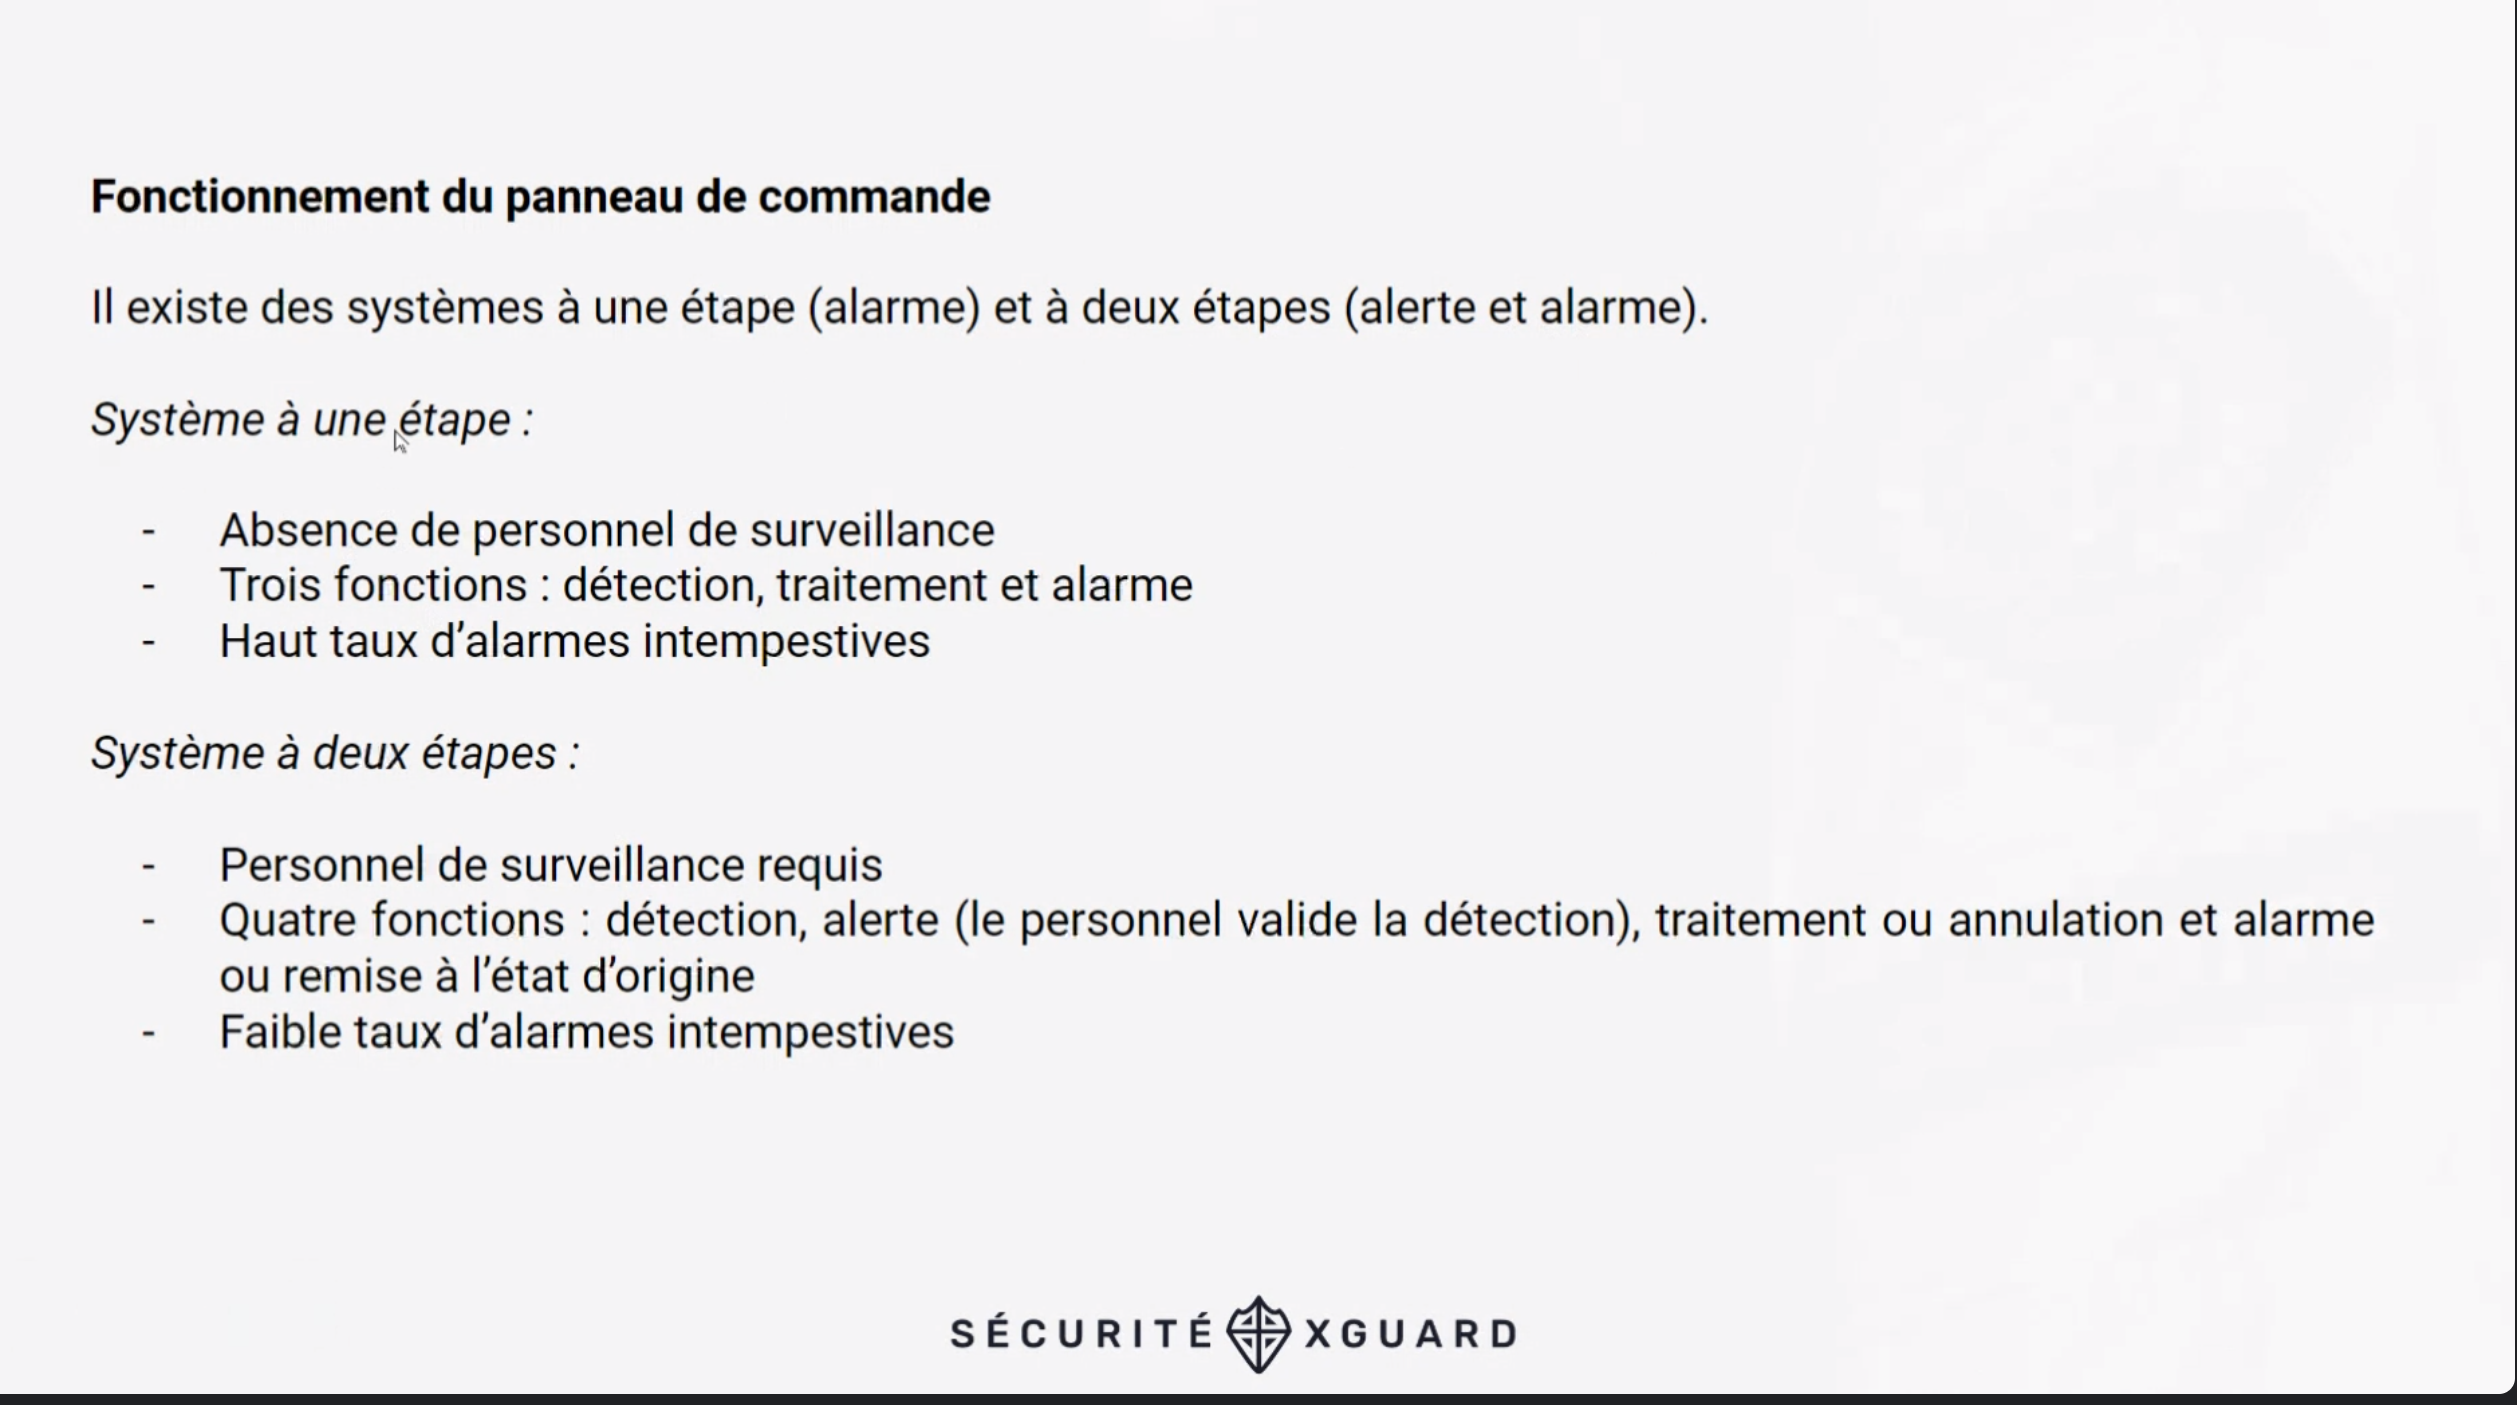 Fonctionnement du panneau de commande
Il existe des systèmes à une étape (alarme) et à deux étapes (alerte et alarme).
Système à une étape :
- Absence de personnel de surveillance
- Trois fonctions : détection, traitement et alarme
- Haut taux d’alarmes intempestives
Système à deux étapes :
- Personnel de surveillance requis
- Quatre fonctions : détection, alerte (le personnel valide la détection), traitement ou annulation et alarme
ou remise à l’état d’origine
- Faible taux d’alarmes intempestives
SÉCURITÉ XGUARD